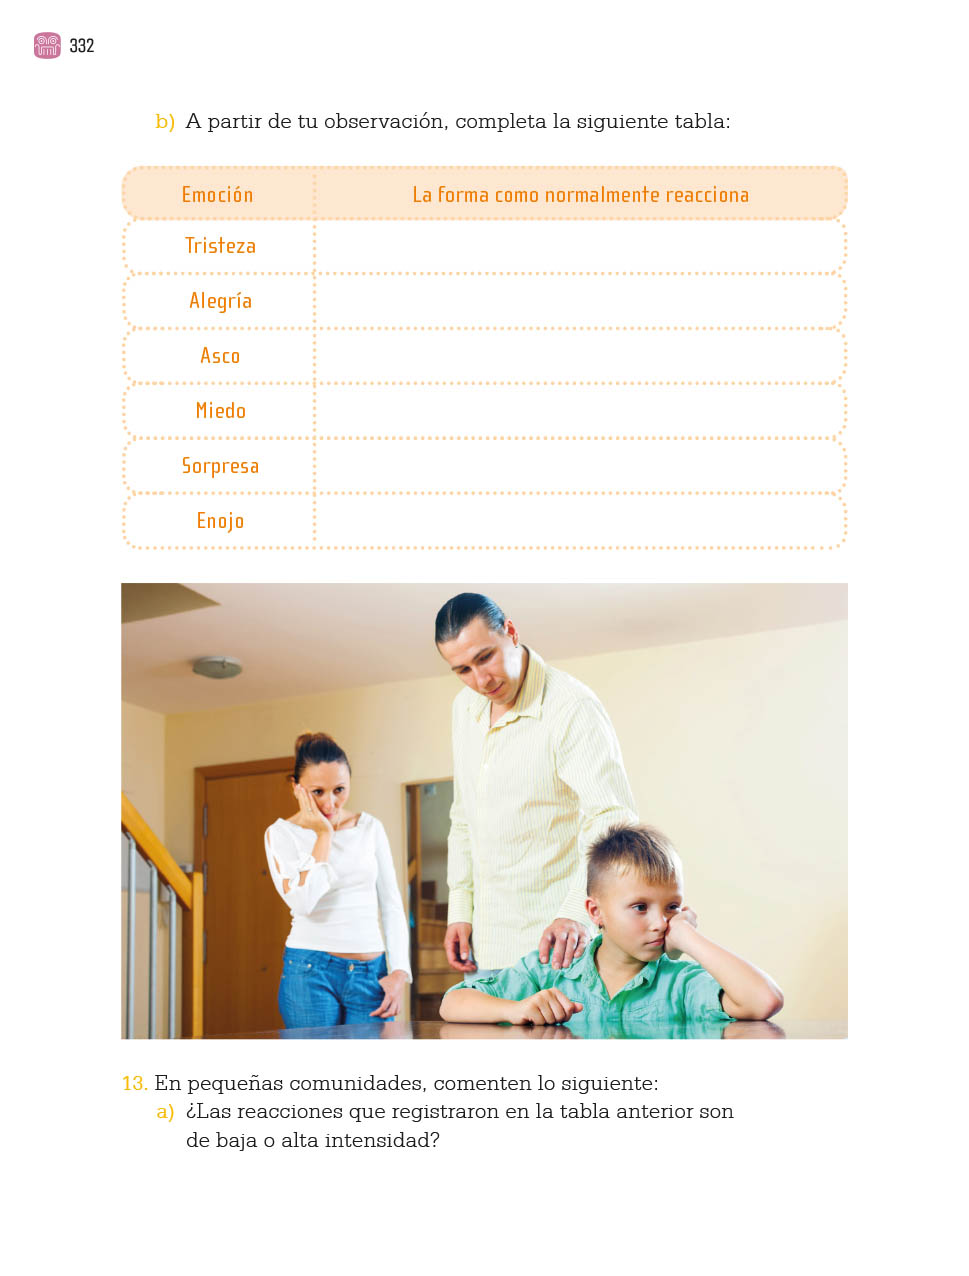 332
b) A partir de tu observación, completa la siguiente tabla:
Emoción La forma como normalmente reacciona
Tristeza
Alegría
Asco
Miedo
Sorpresa
Enojo
13. En pequeñas comunidades, comenten lo siguiente:
a) ¿Las reacciones que registraron en la tabla anterior son
de baja o alta intensidad?